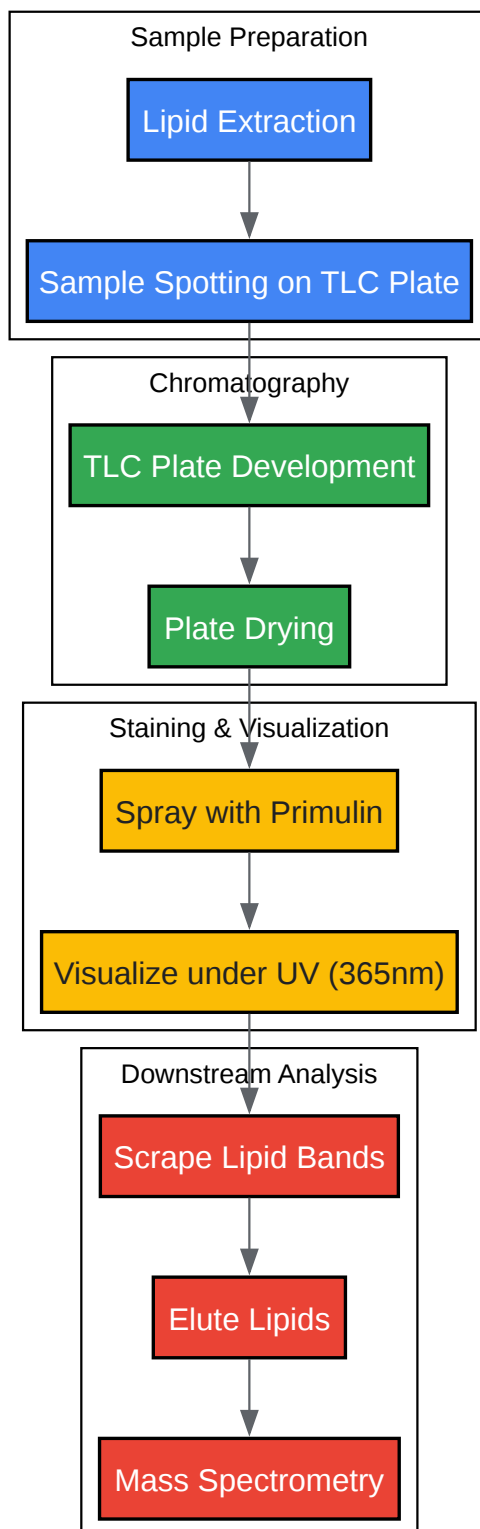 Sample Preparation
Lipid Extraction
Sample Spotting on TLC Plate
Chromatography
TLC Plate Development
Plate Drying
Staining & Visualization
Spray with Primulin
Visualize under UV (365nm)
Downstream Analysis
Scrape Lipid Bands
Elute Lipids
Mass Spectrometry